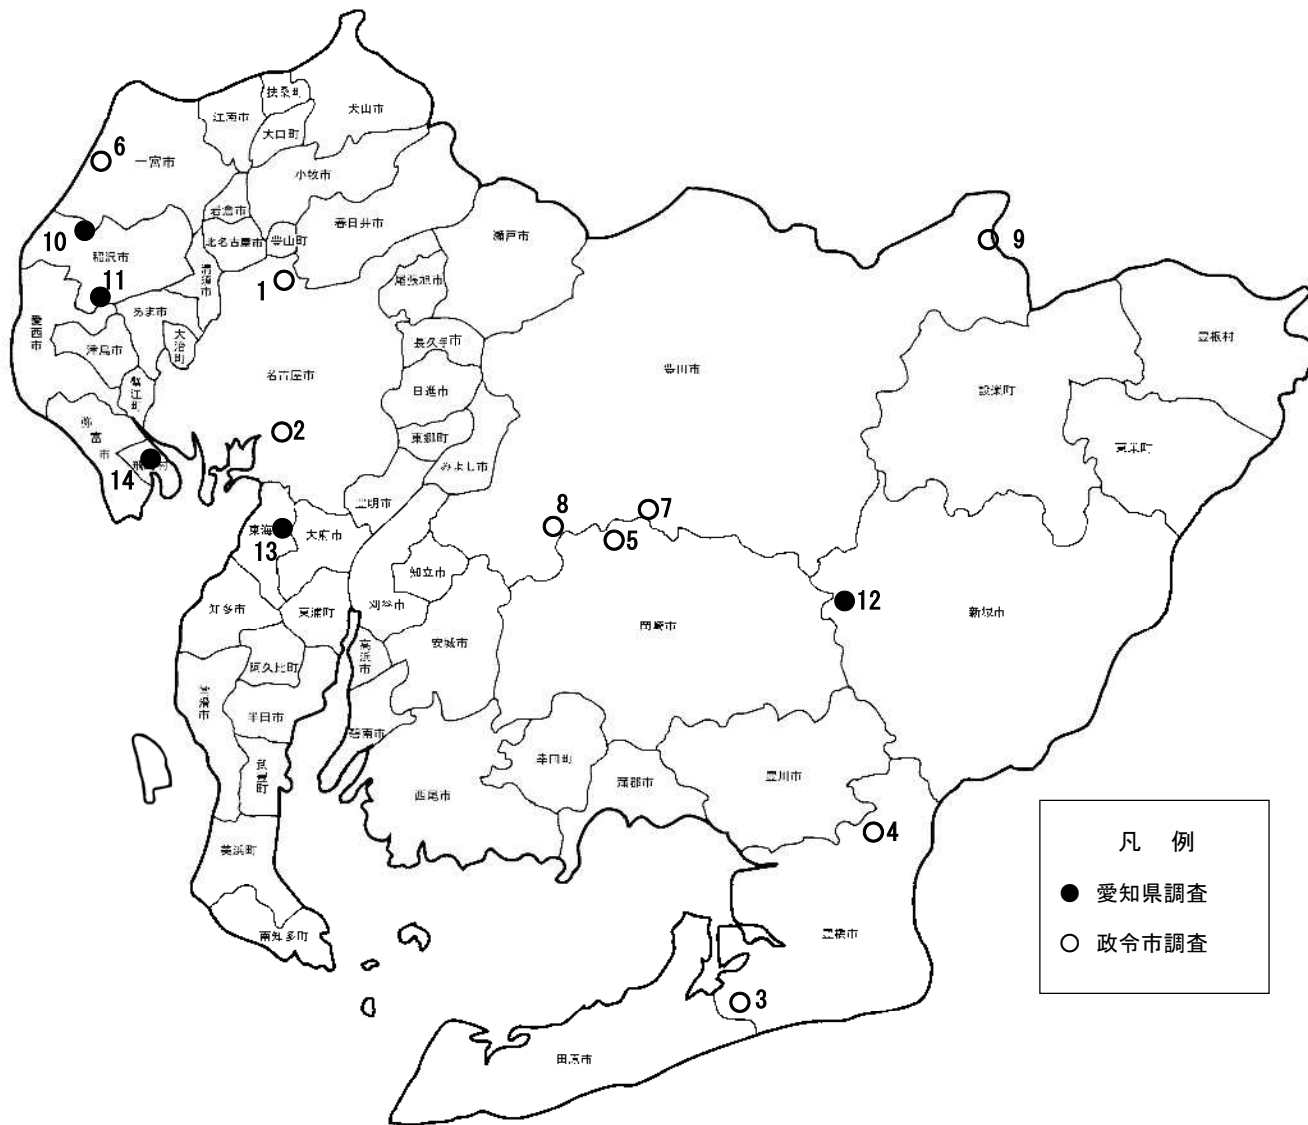 扶桑町
江南市
犬山市
大口町
6
一宮市
小牧市
岩倉市
春日井市
10
北名古屋市
豊山町
瀬戸市
9
稲沢市
清須市
11
1
尾張旭市
あま市
愛西市
大治町
豊根村
津島市
長久手市
名古屋市
豊田市
設楽町
蟹江町
日進市
弥富市
2
東郷町
東栄町
みよし市
14
豊明市
8
7
東海
13
大府市
5
知立市
12
知多市
東浦町
刈谷市
岡崎市
新城市
安城市
高浜市
阿久比町
常滑市
半田市
碧南市
幸田町
武豊町
西尾市
蒲郡市
豊川市
4
美浜町
凡 例
愛知県調査
南知多町
豊橋市
政令市調査
3
田原市